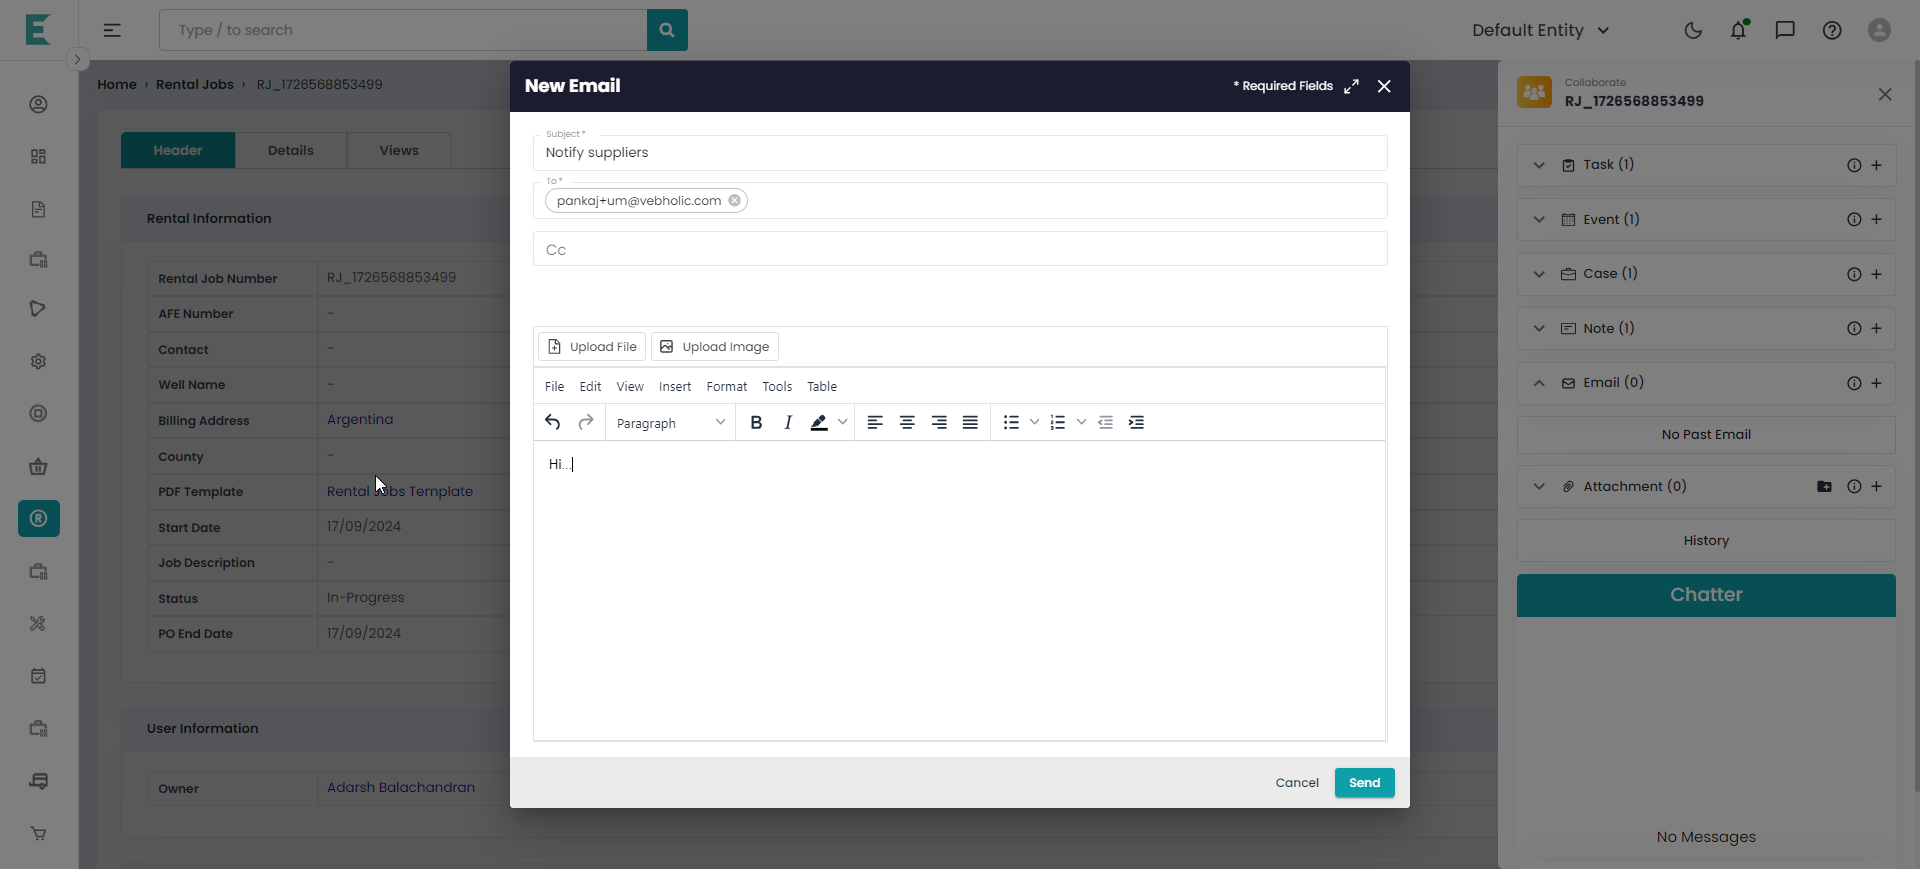 Type / to search
Default Entity
Home › Rental Jobs › RJ_1726568853499
Header Details Views
Rental Information
Rental Job Number RJ_1726568853499
AFE Number -
Contact -
Well Name -
Billing Address Argentina
County -
PDF Template Rental Jobs Template
Start Date 17/09/2024
Job Description -
Status In-Progress
PO End Date 17/09/2024
User Information
Owner Adarsh Balachandran
New Email
* Required Fields
Subject *
Notify suppliers
To *
pankaj+um@vebholic.com
Cc
Upload File Upload Image
File Edit View Insert Format Tools Table
Paragraph B I
Hi...
Cancel Send
Collaborate
RJ_1726568853499
Task (1)
Event (1)
Case (1)
Note (1)
Email (0)
No Past Email
Attachment (0)
History
Chatter
No Messages